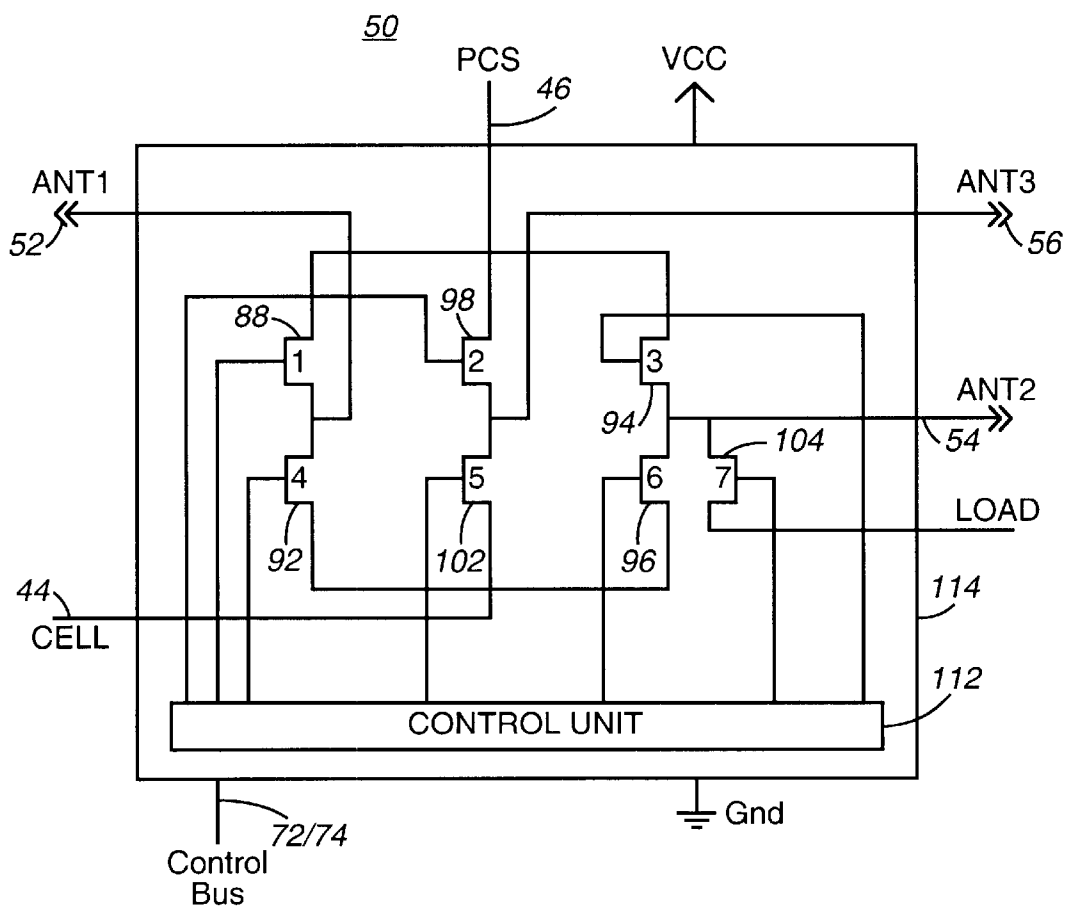 50
PCS
VCC
46
ANT1
ANT3
52
56
88
98
1
2
3
ANT2
94
54
104
4
5
6
7
LOAD
92
102
96
44
CELL
114
112
CONTROL UNIT
72/74
Gnd
Control
Bus